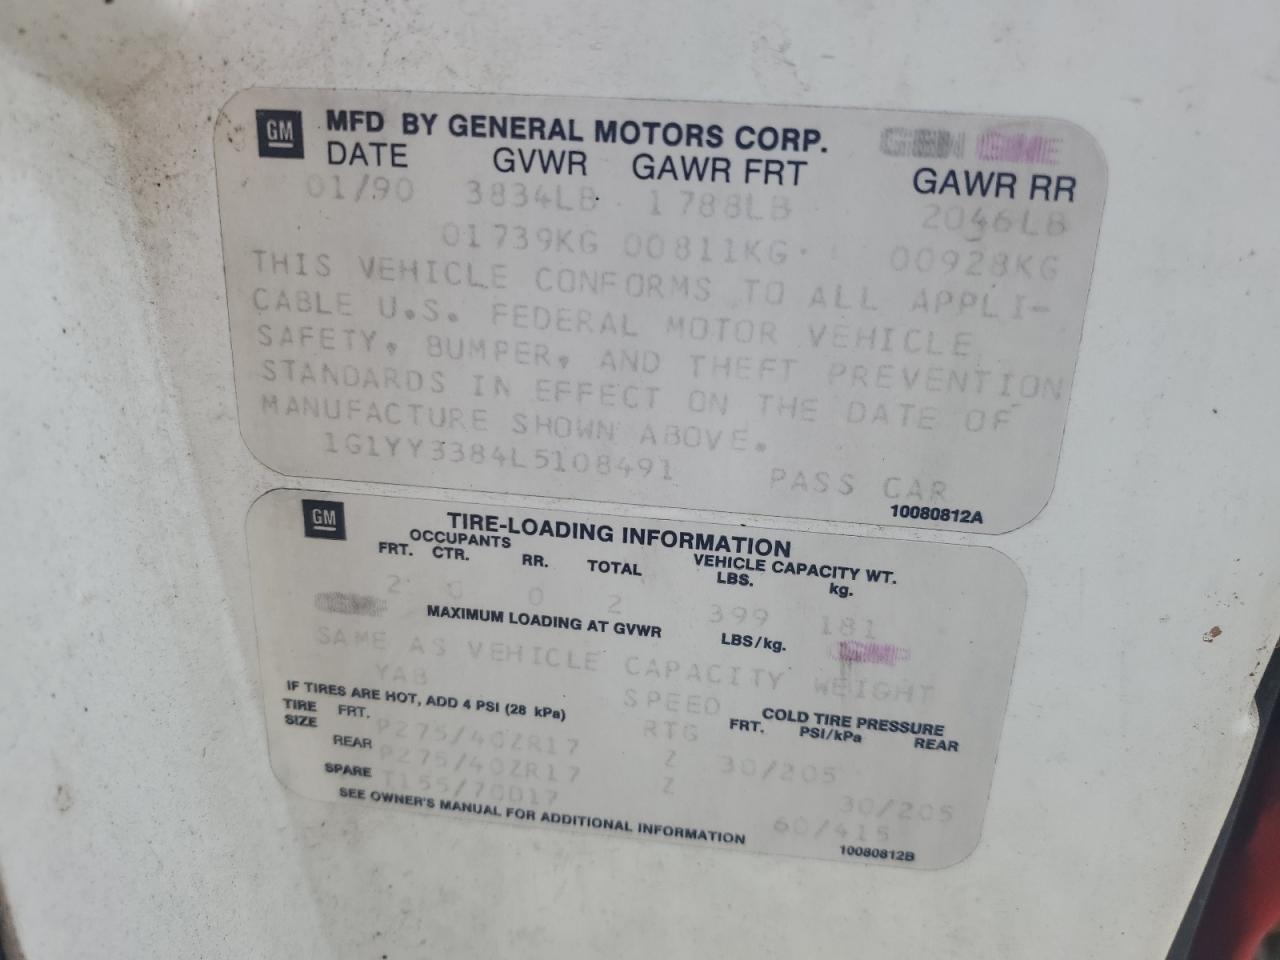 GM MFD BY GENERAL MOTORS CORP. GEN GME
DATE GVWR GAWR FRT GAWR RR
01/90 3834LB 1788LB 2046LB
01739KG 00811KG 00928KG
THIS VEHICLE CONFORMS TO ALL APPLI-
CABLE U.S. FEDERAL MOTOR VEHICLE
SAFETY, BUMPER, AND THEFT PREVENTION
STANDARDS IN EFFECT ON THE DATE OF
MANUFACTURE SHOWN ABOVE.
1G1YY3384L5108491 PASS CAR
10080812A
GM TIRE-LOADING INFORMATION
OCCUPANTS VEHICLE CAPACITY WT.
FRT. CTR. RR. TOTAL LBS. kg.
2 0 0 2 399 181
MAXIMUM LOADING AT GVWR LBS/kg.
SAME AS VEHICLE CAPACITY WEIGHT
YAB SPEED
IF TIRES ARE HOT, ADD 4 PSI (28 kPa) RTG COLD TIRE PRESSURE
FRT. PSI/kPa REAR
TIRE SIZE FRT. P275/40ZR17 Z 30/205
REAR P275/40ZR17 Z 30/205
SPARE T155/70D17 60/415
SEE OWNER'S MANUAL FOR ADDITIONAL INFORMATION
10080812B